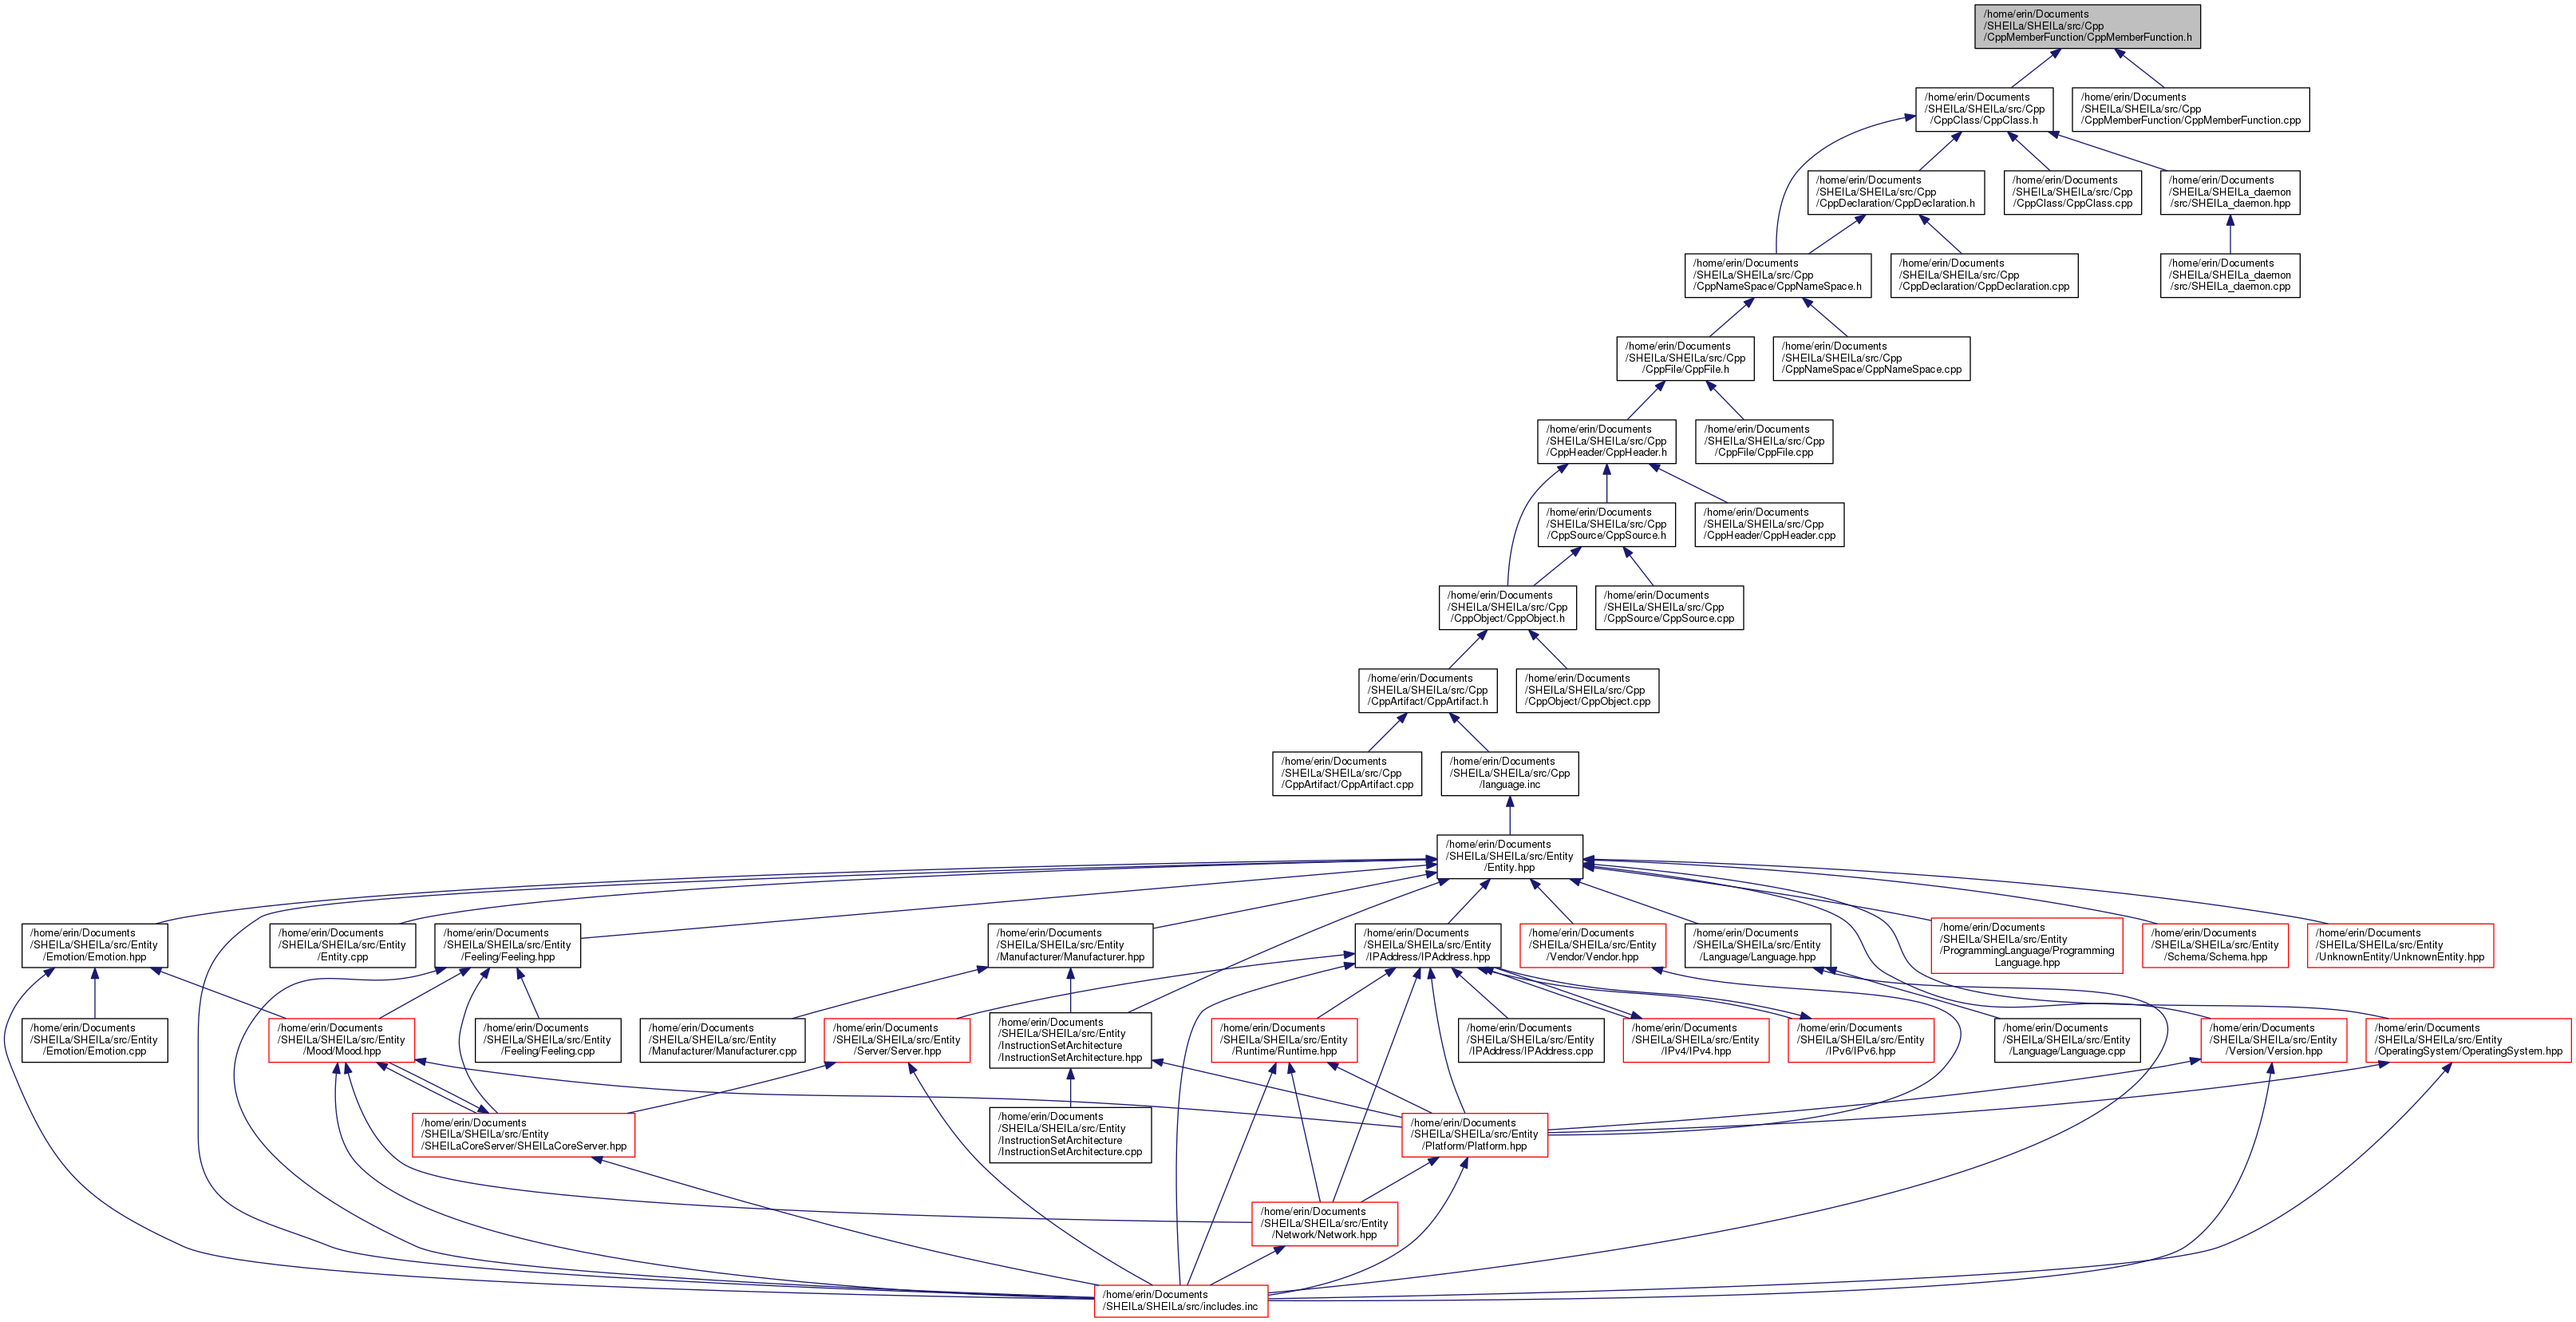 /home/erin/Documents
/SHEILa/SHEILa/src/Cpp
/CppMemberFunction/CppMemberFunction.h
/home/erin/Documents
/SHEILa/SHEILa/src/Cpp
/CppClass/CppClass.h
/home/erin/Documents
/SHEILa/SHEILa/src/Cpp
/CppMemberFunction/CppMemberFunction.cpp
/home/erin/Documents
/SHEILa/SHEILa/src/Cpp
/CppDeclaration/CppDeclaration.h
/home/erin/Documents
/SHEILa/SHEILa/src/Cpp
/CppClass/CppClass.cpp
/home/erin/Documents
/SHEILa/SHEILa_daemon
/src/SHEILa_daemon.hpp
/home/erin/Documents
/SHEILa/SHEILa/src/Cpp
/CppNameSpace/CppNameSpace.h
/home/erin/Documents
/SHEILa/SHEILa/src/Cpp
/CppDeclaration/CppDeclaration.cpp
/home/erin/Documents
/SHEILa/SHEILa_daemon
/src/SHEILa_daemon.cpp
/home/erin/Documents
/SHEILa/SHEILa/src/Cpp
/CppFile/CppFile.h
/home/erin/Documents
/SHEILa/SHEILa/src/Cpp
/CppNameSpace/CppNameSpace.cpp
/home/erin/Documents
/SHEILa/SHEILa/src/Cpp
/CppHeader/CppHeader.h
/home/erin/Documents
/SHEILa/SHEILa/src/Cpp
/CppFile/CppFile.cpp
/home/erin/Documents
/SHEILa/SHEILa/src/Cpp
/CppSource/CppSource.h
/home/erin/Documents
/SHEILa/SHEILa/src/Cpp
/CppHeader/CppHeader.cpp
/home/erin/Documents
/SHEILa/SHEILa/src/Cpp
/CppObject/CppObject.h
/home/erin/Documents
/SHEILa/SHEILa/src/Cpp
/CppSource/CppSource.cpp
/home/erin/Documents
/SHEILa/SHEILa/src/Cpp
/CppArtifact/CppArtifact.h
/home/erin/Documents
/SHEILa/SHEILa/src/Cpp
/CppObject/CppObject.cpp
/home/erin/Documents
/SHEILa/SHEILa/src/Cpp
/CppArtifact/CppArtifact.cpp
/home/erin/Documents
/SHEILa/SHEILa/src/Cpp
/language.inc
/home/erin/Documents
/SHEILa/SHEILa/src/Entity
/Entity.hpp
/home/erin/Documents
/SHEILa/SHEILa/src/Entity
/Emotion/Emotion.hpp
/home/erin/Documents
/SHEILa/SHEILa/src/Entity
/Entity.cpp
/home/erin/Documents
/SHEILa/SHEILa/src/Entity
/Feeling/Feeling.hpp
/home/erin/Documents
/SHEILa/SHEILa/src/Entity
/Manufacturer/Manufacturer.hpp
/home/erin/Documents
/SHEILa/SHEILa/src/Entity
/IPAddress/IPAddress.hpp
/home/erin/Documents
/SHEILa/SHEILa/src/Entity
/Vendor/Vendor.hpp
/home/erin/Documents
/SHEILa/SHEILa/src/Entity
/Language/Language.hpp
/home/erin/Documents
/SHEILa/SHEILa/src/Entity
/ProgrammingLanguage/Programming
Language.hpp
/home/erin/Documents
/SHEILa/SHEILa/src/Entity
/Schema/Schema.hpp
/home/erin/Documents
/SHEILa/SHEILa/src/Entity
/UnknownEntity/UnknownEntity.hpp
/home/erin/Documents
/SHEILa/SHEILa/src/Entity
/Emotion/Emotion.cpp
/home/erin/Documents
/SHEILa/SHEILa/src/Entity
/Mood/Mood.hpp
/home/erin/Documents
/SHEILa/SHEILa/src/Entity
/Feeling/Feeling.cpp
/home/erin/Documents
/SHEILa/SHEILa/src/Entity
/Manufacturer/Manufacturer.cpp
/home/erin/Documents
/SHEILa/SHEILa/src/Entity
/Server/Server.hpp
/home/erin/Documents
/SHEILa/SHEILa/src/Entity
/InstructionSetArchitecture
/InstructionSetArchitecture.hpp
/home/erin/Documents
/SHEILa/SHEILa/src/Entity
/Runtime/Runtime.hpp
/home/erin/Documents
/SHEILa/SHEILa/src/Entity
/IPAddress/IPAddress.cpp
/home/erin/Documents
/SHEILa/SHEILa/src/Entity
/IPv4/IPv4.hpp
/home/erin/Documents
/SHEILa/SHEILa/src/Entity
/IPv6/IPv6.hpp
/home/erin/Documents
/SHEILa/SHEILa/src/Entity
/Language/Language.cpp
/home/erin/Documents
/SHEILa/SHEILa/src/Entity
/Version/Version.hpp
/home/erin/Documents
/SHEILa/SHEILa/src/Entity
/OperatingSystem/OperatingSystem.hpp
/home/erin/Documents
/SHEILa/SHEILa/src/Entity
/SHEILaCoreServer/SHEILaCoreServer.hpp
/home/erin/Documents
/SHEILa/SHEILa/src/Entity
/InstructionSetArchitecture
/InstructionSetArchitecture.cpp
/home/erin/Documents
/SHEILa/SHEILa/src/Entity
/Platform/Platform.hpp
/home/erin/Documents
/SHEILa/SHEILa/src/Entity
/Network/Network.hpp
/home/erin/Documents
/SHEILa/SHEILa/src/includes.inc